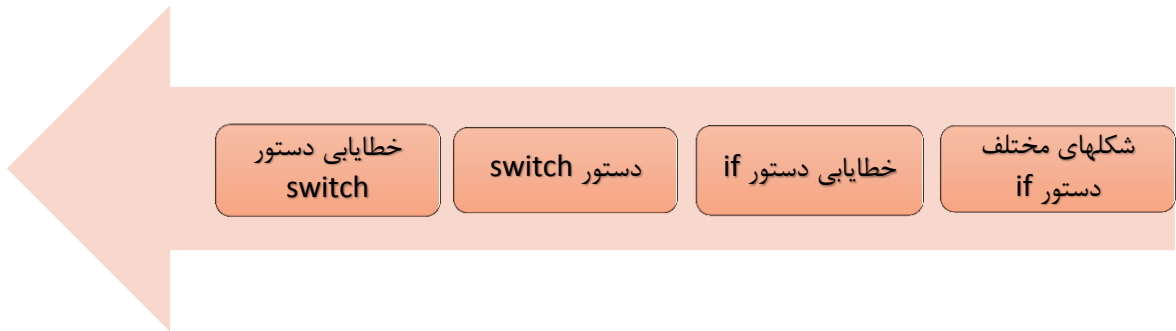 شکلهای مختلف
دستور if
خطایابی دستور if
دستور switch
خطایابی دستور
switch